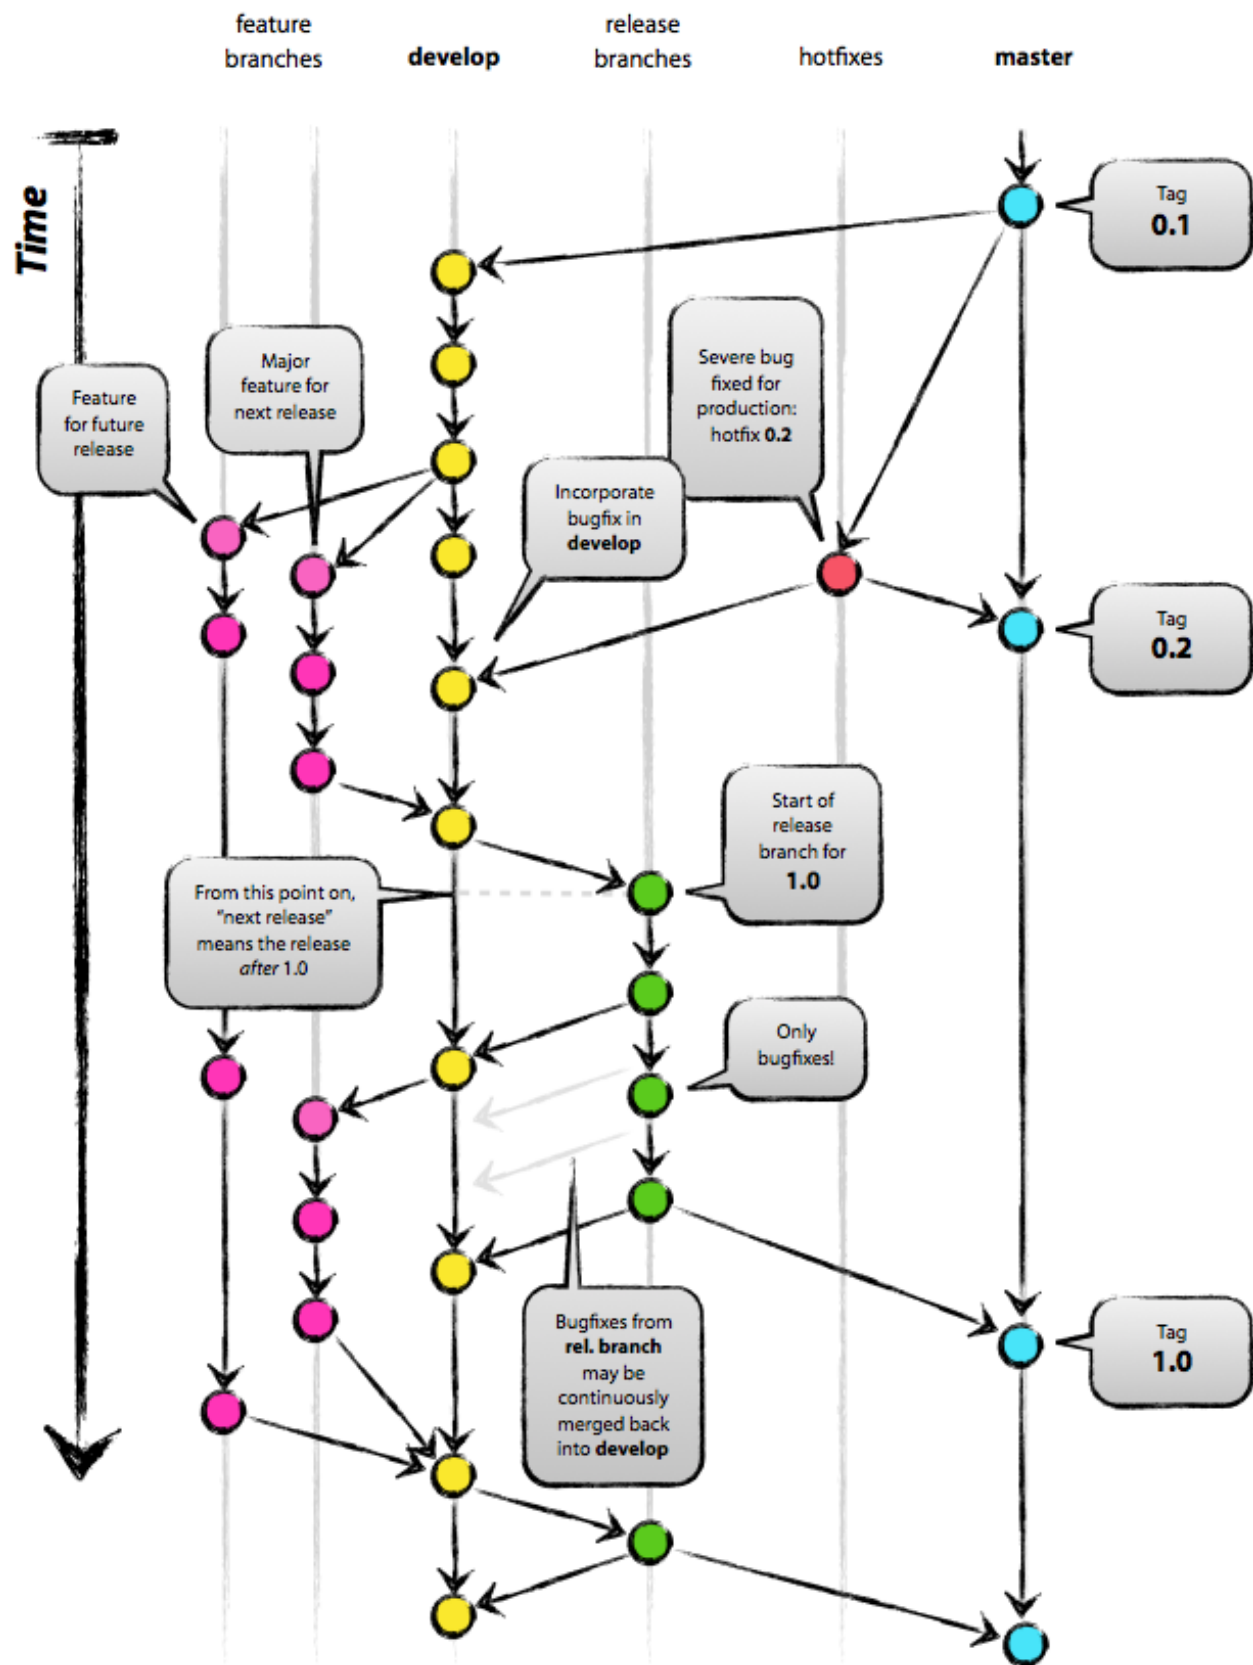 feature
branches
develop
release
branches
hotfixes
master
Time
Tag
0.1
Major
feature for
next release
Feature
for future
release
Severe bug
fixed for
production:
hotfix 0.2
Incorporate
bugfix in
develop
Tag
0.2
Start of
release
branch for
1.0
From this point on,
“next release”
means the release
after 1.0
Only
bugfixes!
Bugfixes from
rel. branch
may be
continuously
merged back
into develop
Tag
1.0